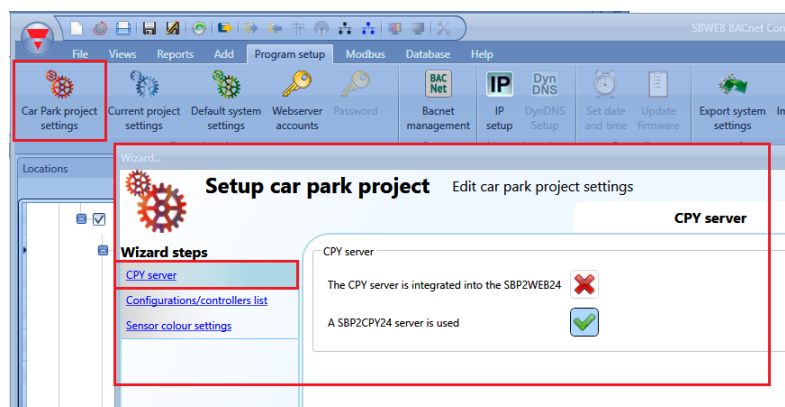 SBWEB BACnet Con
File Views Reports Add Program setup Modbus Database Help
BAC Net IP Dyn DNS
Car Park project settings
Current project settings
Default system settings
Webserver accounts
Password
Bacnet management
IP setup
DynDNS Setup
Set date and time
Update firmware
Export system settings
Im
Locations
Wizard...
Setup car park project Edit car park project settings
CPY server
Wizard steps
CPY server
Configurations/controllers list
Sensor colour settings
CPY server
The CPY server is integrated into the SBP2WEB24
A SBP2CPY24 server is used